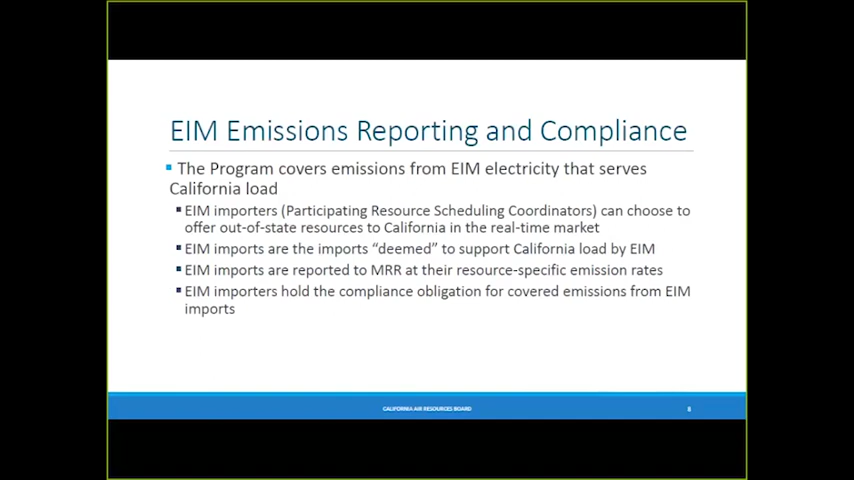 EIM Emissions Reporting and Compliance
▪ The Program covers emissions from EIM electricity that serves
California load
▪ EIM importers (Participating Resource Scheduling Coordinators) can choose to
offer out-of-state resources to California in the real-time market
▪ EIM imports are the imports “deemed” to support California load by EIM
▪ EIM imports are reported to MRR at their resource-specific emission rates
▪ EIM importers hold the compliance obligation for covered emissions from EIM
imports
CALIFORNIA AIR RESOURCES BOARD
8